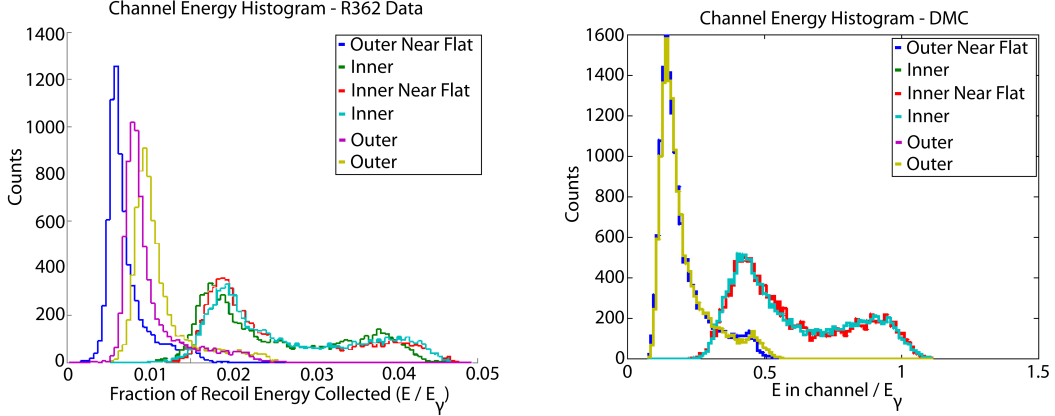 Channel Energy Histogram - R362 Data
1400
1200
1000
800
600
400
200
0
Counts
Outer Near Flat
Inner
Inner Near Flat
Inner
Outer
Outer
0
0.01
0.02
0.03
0.04
0.05
Fraction of Recoil Energy Collected (E / Eγ)
Channel Energy Histogram - DMC
1600
1400
1600
1000
800
600
400
200
0
Counts
Outer Near Flat
Inner
Inner Near Flat
Inner
Outer
Outer
0
0.5
1
1.5
E in channel / Eγ